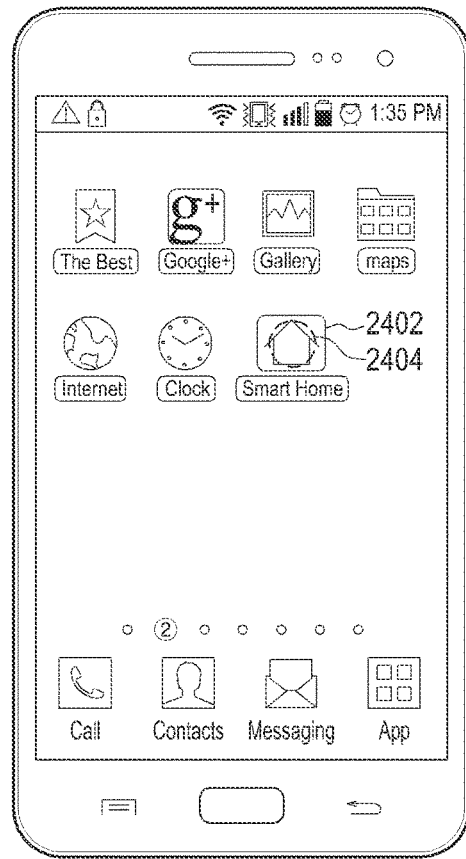 1:35 PM
g+
The Best Google+ Gallery maps
2402
2404
Internet Clock Smart Home
2
Call Contacts Messaging App